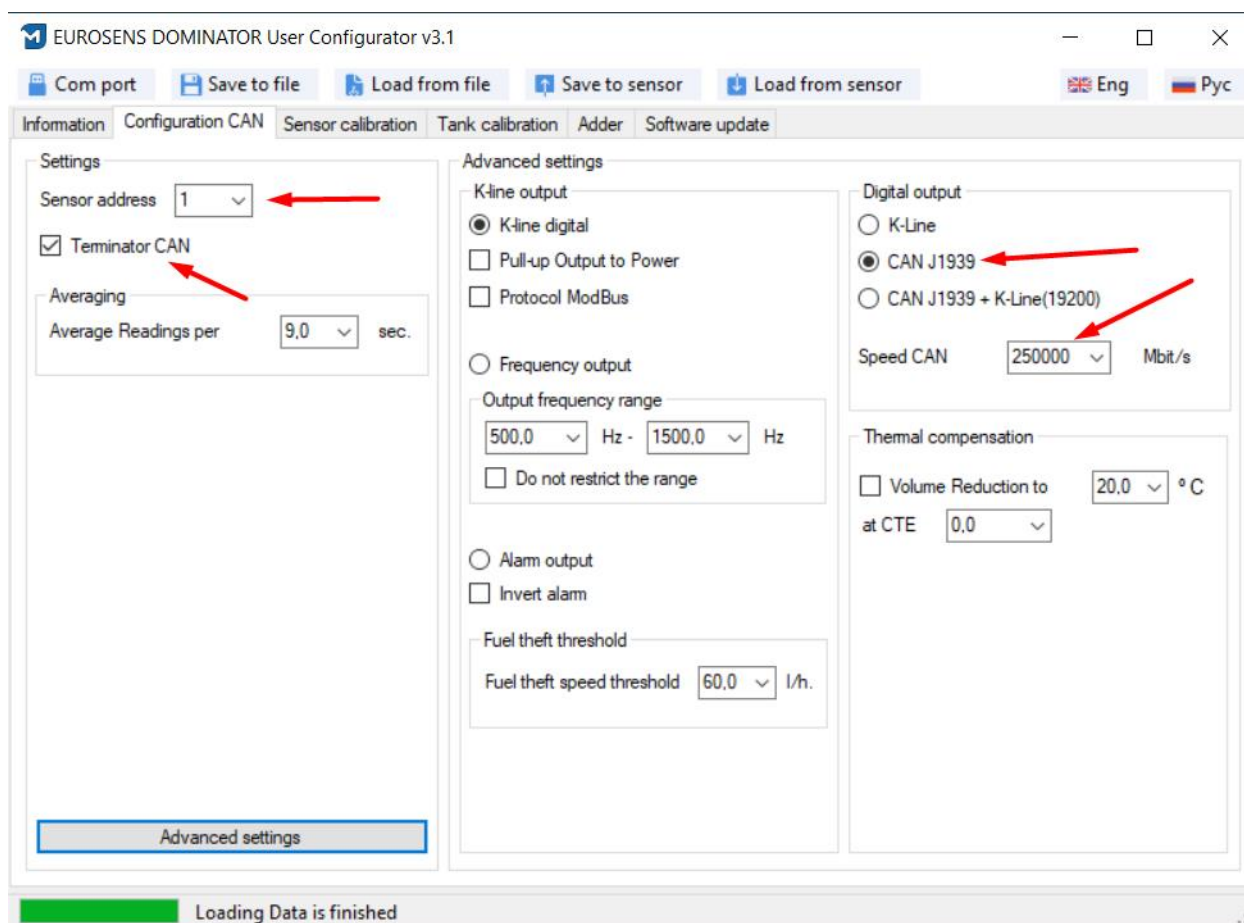 EUROSENS DOMINATOR User Configurator v3.1
Com port Save to file Load from file Save to sensor Load from sensor Eng Рус
Information Configuration CAN Sensor calibration Tank calibration Adder Software update
Settings
Sensor address 1
Terminator CAN
Averaging
Average Readings per 9,0 sec.
Advanced settings
Advanced settings
K-line output
K-line digital
Pull-up Output to Power
Protocol ModBus
Frequency output
Output frequency range
500,0 Hz - 1500,0 Hz
Do not restrict the range
Alarm output
Invert alarm
Fuel theft threshold
Fuel theft speed threshold 60,0 l/h.
Digital output
K-Line
CAN J1939
CAN J1939 + K-Line(19200)
Speed CAN 250000 Mbit/s
Thermal compensation
Volume Reduction to 20,0 º C
at CTE 0,0
Loading Data is finished